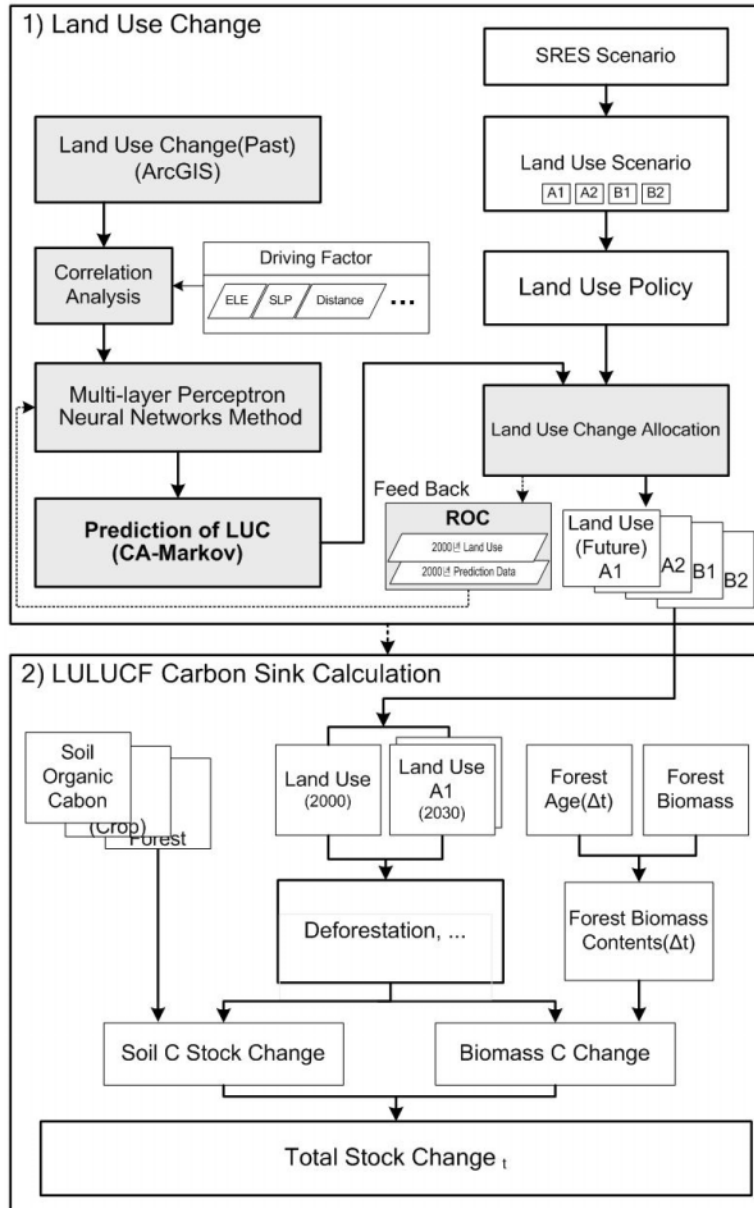 1) Land Use Change
SRES Scenario
Land Use Change(Past)
(ArcGIS)
Land Use Scenario
A1 A2 B1 B2
Correlation
Analysis
Driving Factor
ELE SLP Distance ...
Land Use Policy
Multi-layer Perceptron
Neural Networks Method
Land Use Change Allocation
Feed Back
Prediction of LUC
(CA-Markov)
ROC
2000년 Land Use
2000년 Prediction Data
Land Use
(Future)
A1
A2
B1
B2
2) LULUCF Carbon Sink Calculation
Soil
Organic
Cabon
(Crop)
Forest
Land Use
(2000)
Land Use
A1
(2030)
Forest
Age(Δt)
Forest
Biomass
Deforestation, ...
Forest Biomass
Contents(Δt)
Soil C Stock Change
Biomass C Change
Total Stock Change t